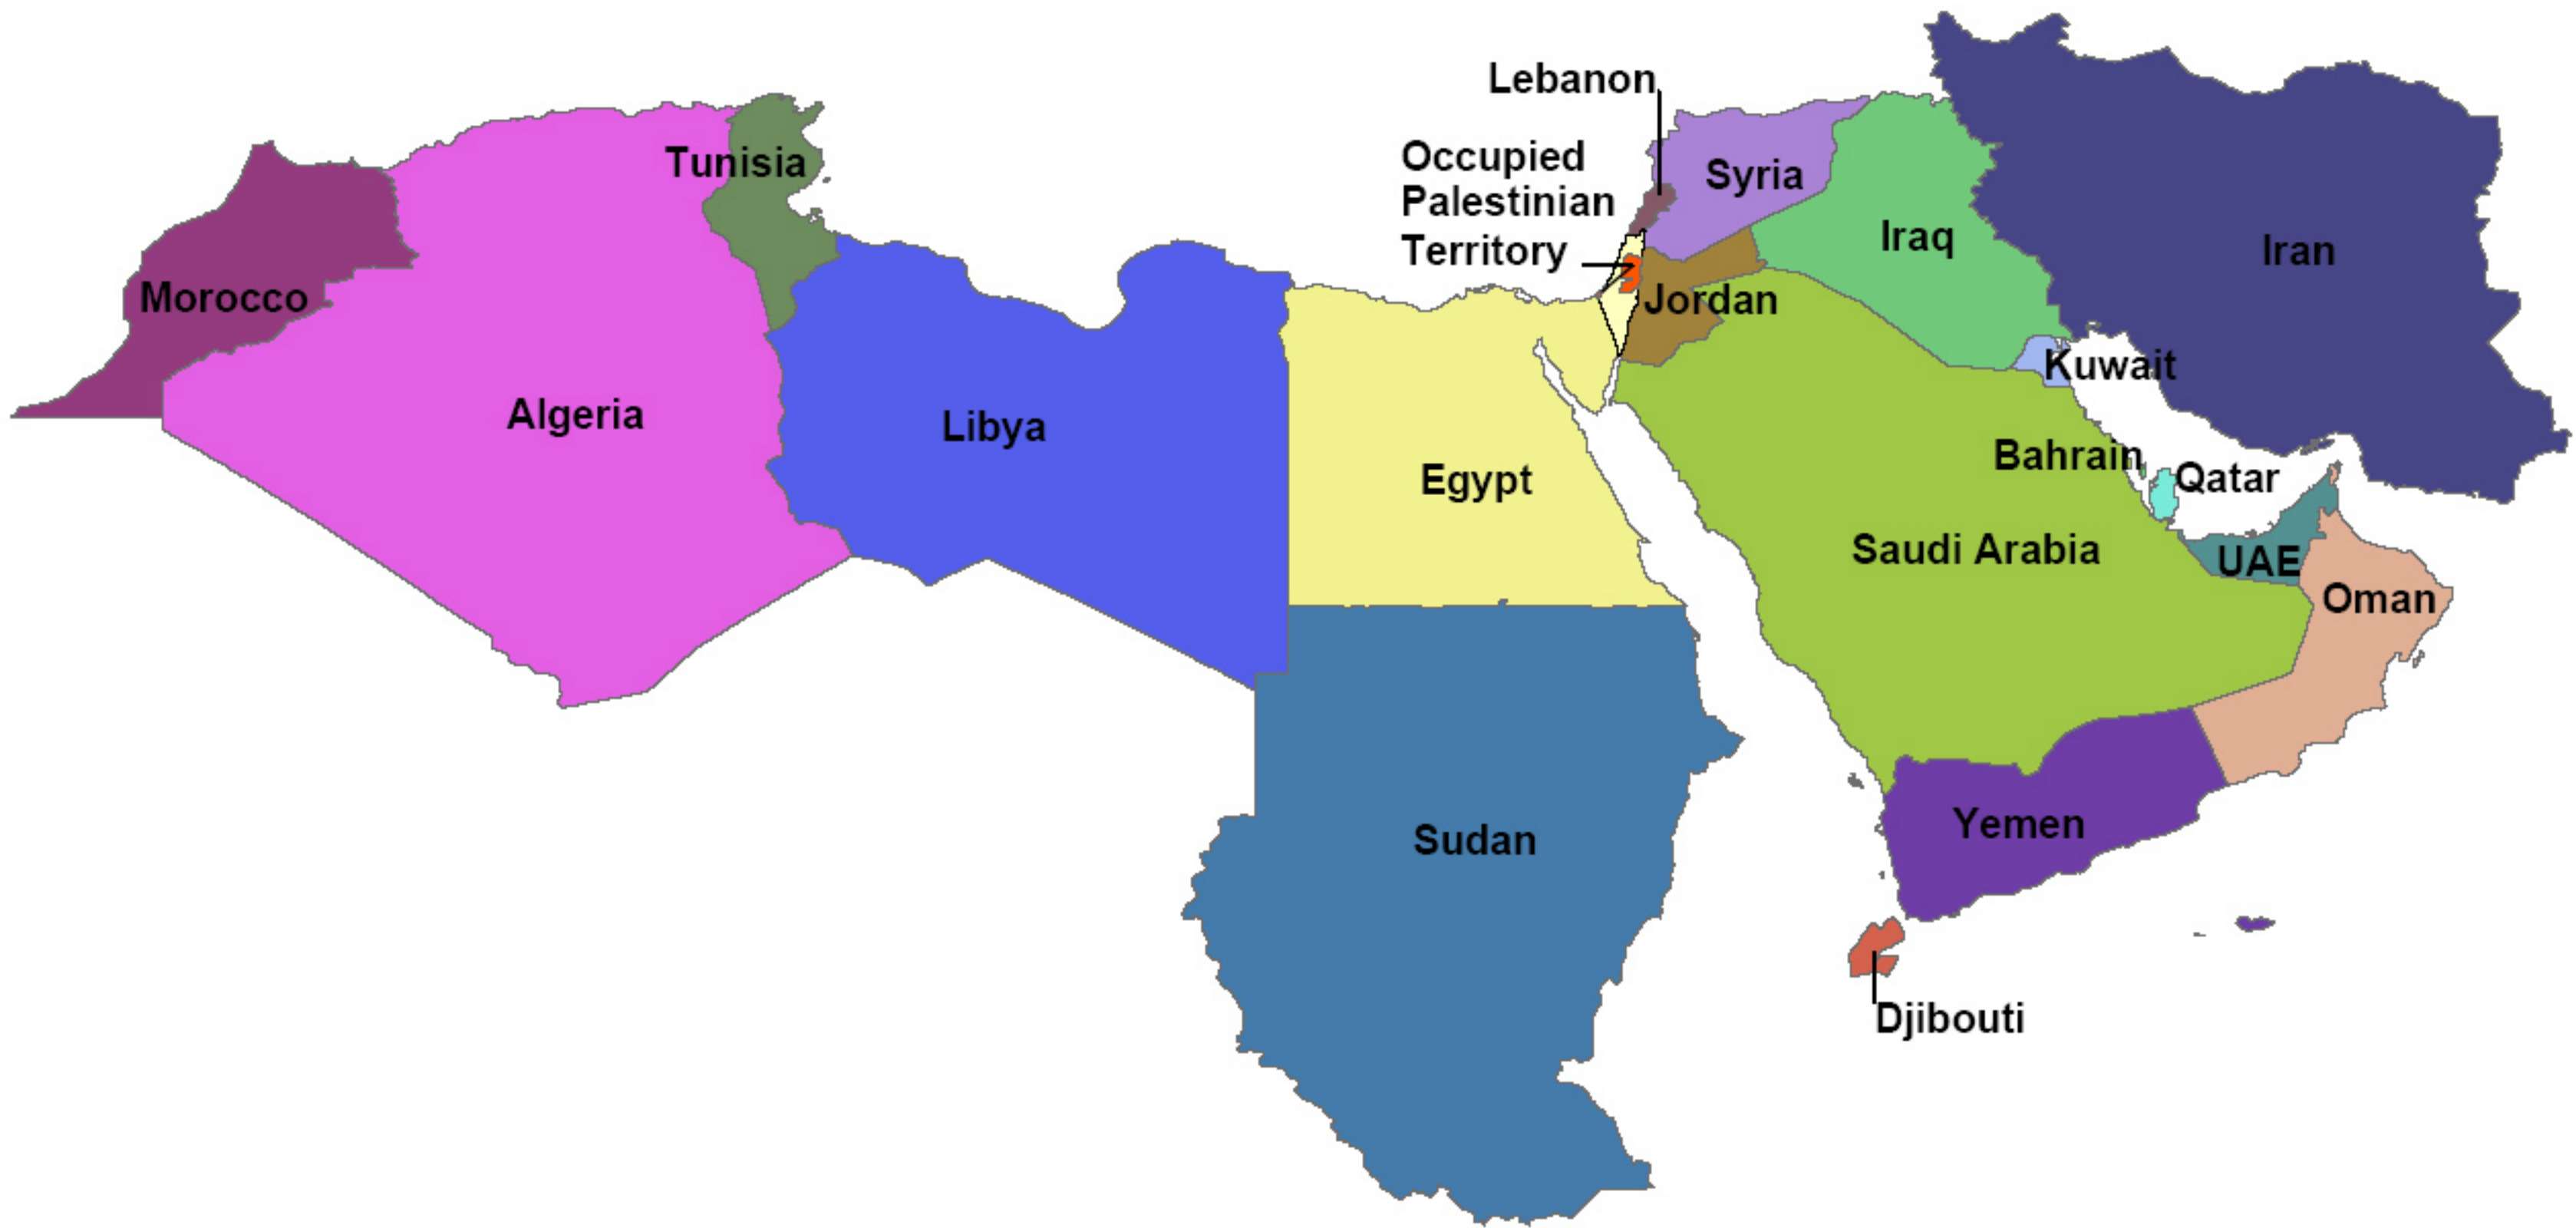 Lebanon
Occupied
Palestinian
Territory
Syria
Tunisia
Iraq
Iran
Morocco
Jordan
Kuwait
Algeria
Libya
Egypt
Bahrain
Qatar
Saudi Arabia
UAE
Oman
Sudan
Yemen
Djibouti